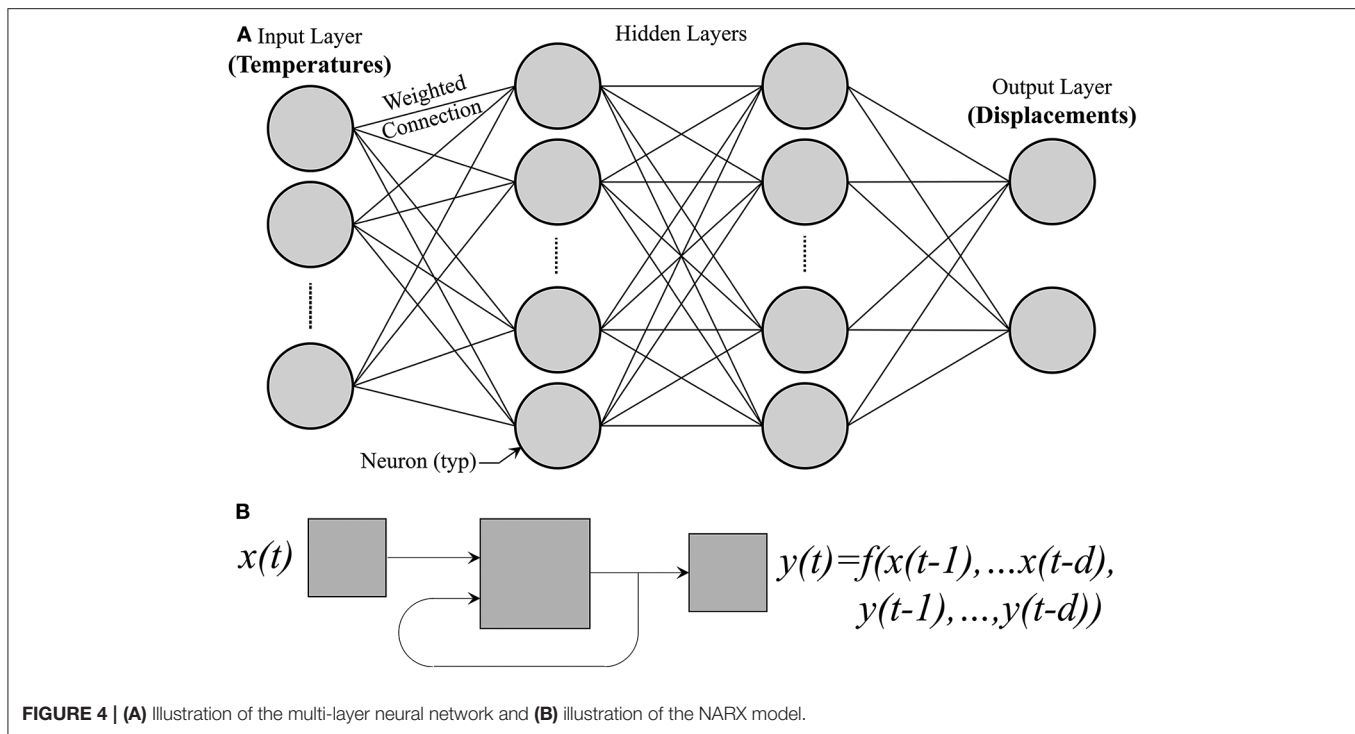 A Input Layer
(Temperatures)
Hidden Layers
Weighted
Connection
Output Layer
(Displacements)
Neuron (typ)
B
x(t)
y(t)=f(x(t-1),...x(t-d),
y(t-1),...,y(t-d))
FIGURE 4 | (A) Illustration of the multi-layer neural network and (B) illustration of the NARX model.